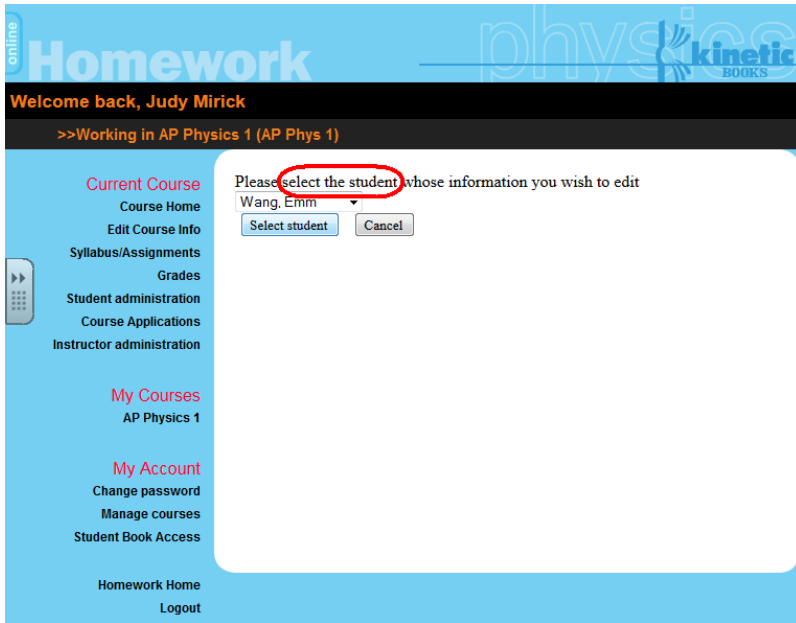 online
Homework
physics
kinetic
BOOKS
Welcome back, Judy Mirick
>>Working in AP Physics 1 (AP Phys 1)
Current Course
Course Home
Edit Course Info
Syllabus/Assignments
Grades
Student administration
Course Applications
Instructor administration
My Courses
AP Physics 1
My Account
Change password
Manage courses
Student Book Access
Homework Home
Logout
Please select the student whose information you wish to edit
Wang, Emm
Select student Cancel